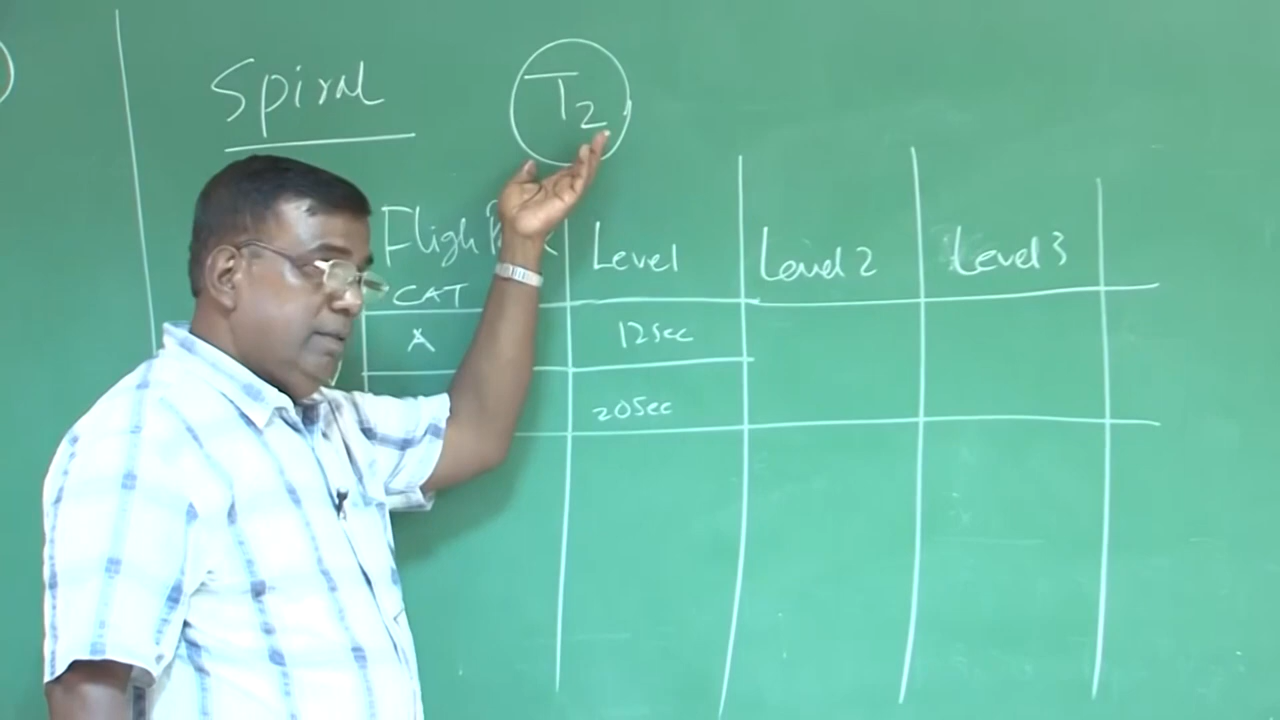 Spiral
T2
Fligh
Level
Level 2
Level 3
CAT
A
12sec
20sec